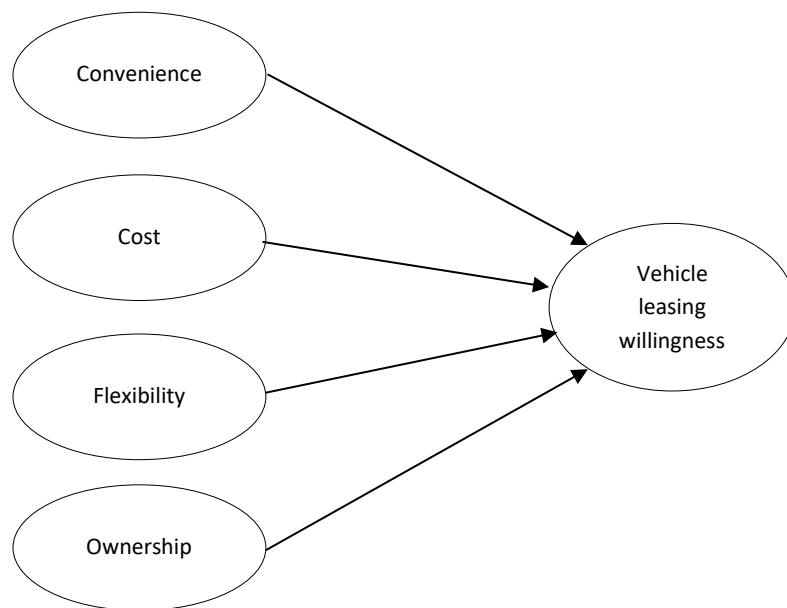 Convenience
Cost
Flexibility
Ownership
Vehicle
leasing
willingness